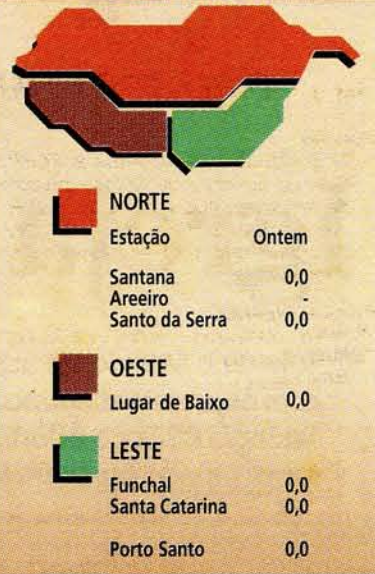 NORTE
Estação Ontem
Santana 0,0
Areeiro -
Santo da Serra 0,0
OESTE
Lugar de Baixo 0,0
LESTE
Funchal 0,0
Santa Catarina 0,0
Porto Santo 0,0